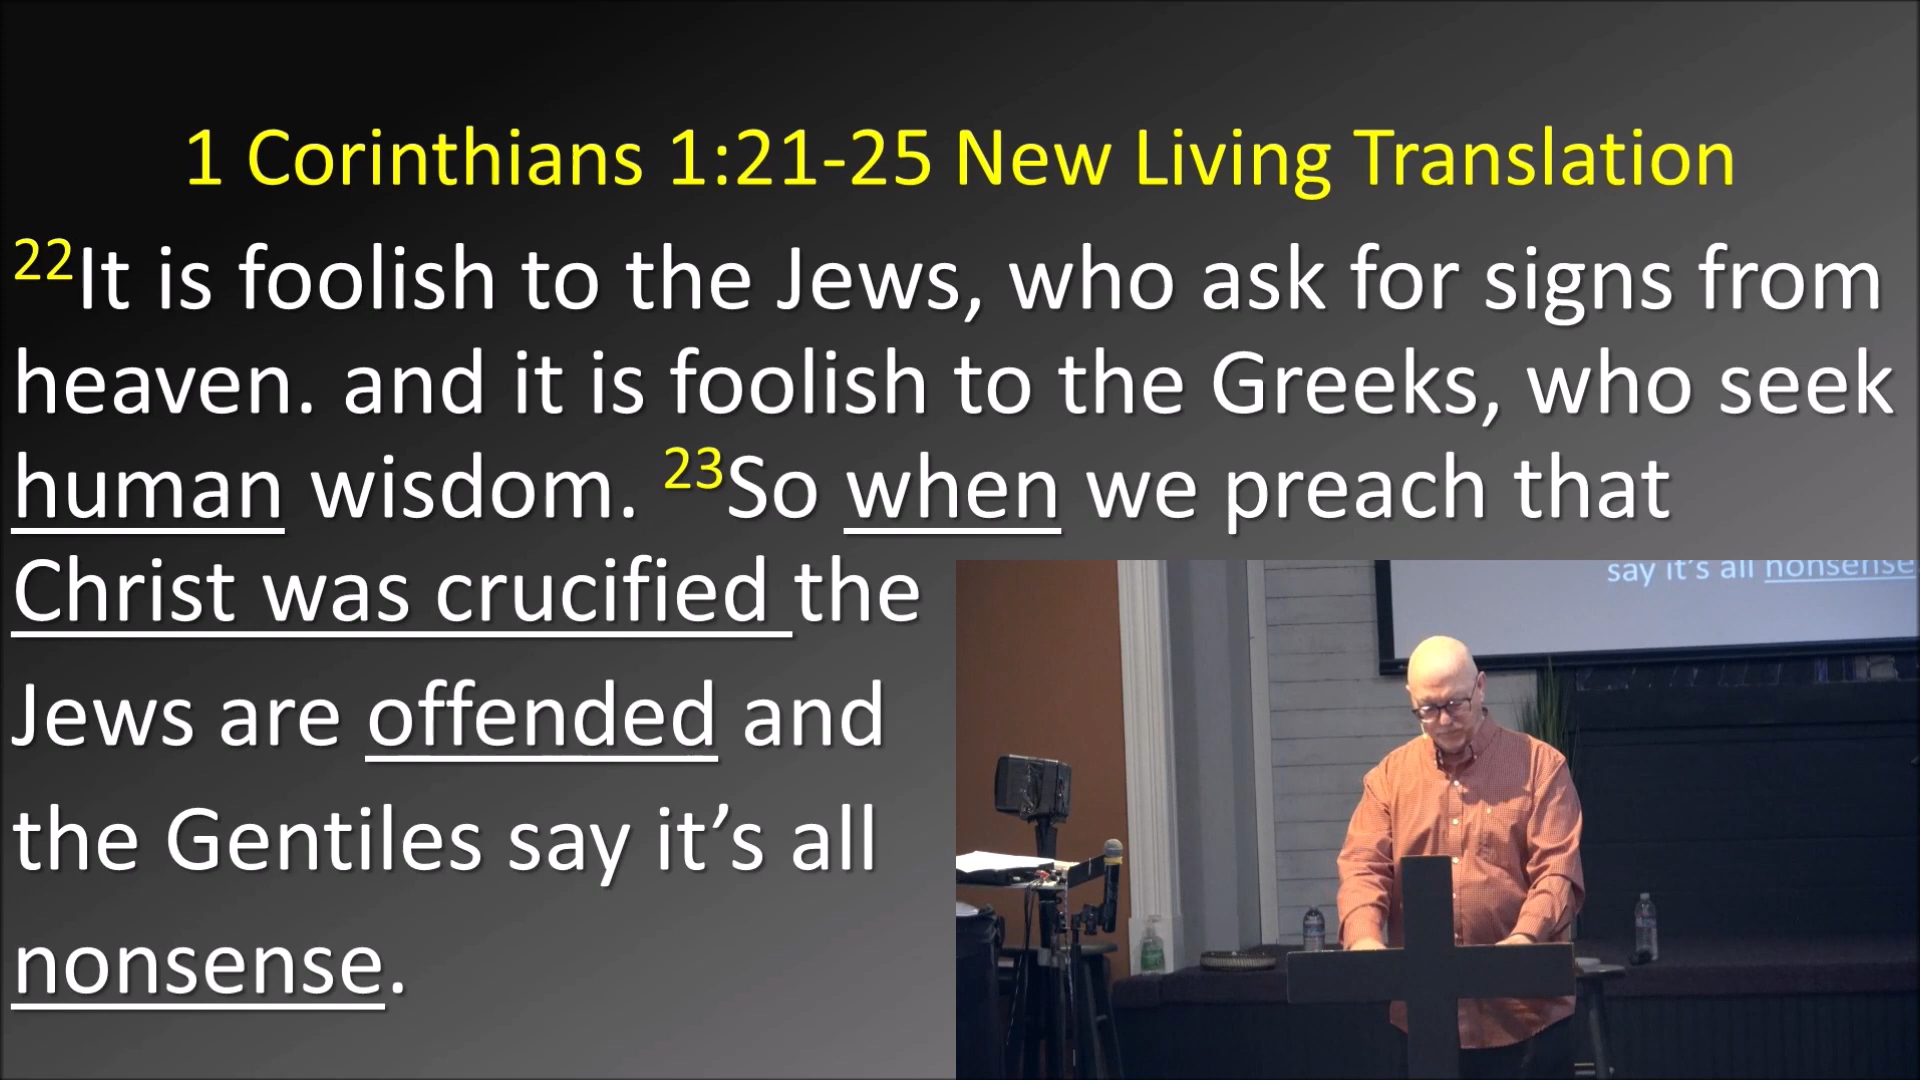 1 Corinthians 1:21-25 New Living Translation
22It is foolish to the Jews, who ask for signs from
heaven. and it is foolish to the Greeks, who seek
human wisdom. 23So when we preach that
Christ was crucified the
Jews are offended and
the Gentiles say it’s all
nonsense.
say it's all nonsense